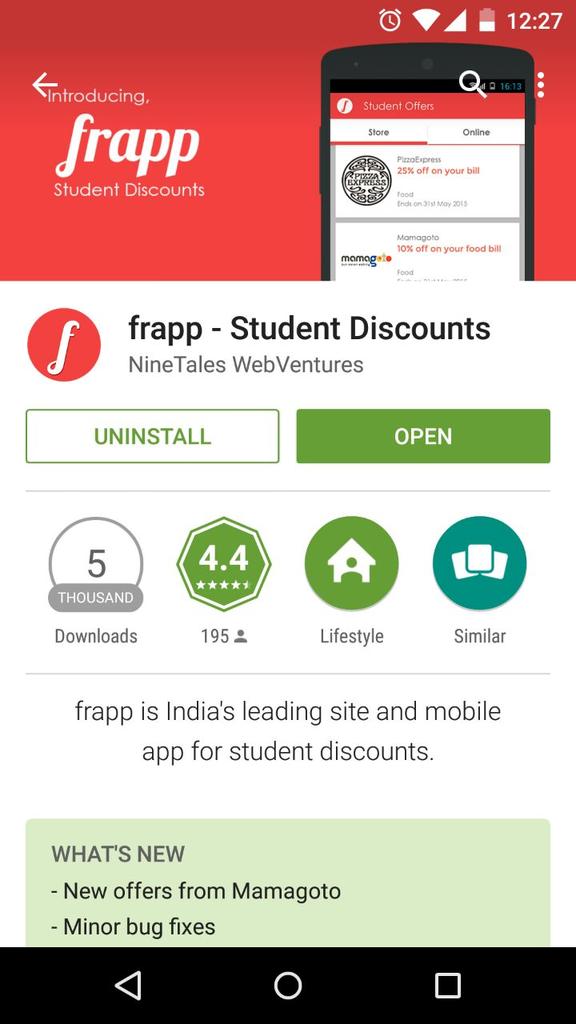 12:27
Introducing,
frapp
Student Discounts
16:13
f Student Offers
Store Online
PIZZA EXPRESS
PizzaExpress
25% off on your bill
Food
Ends on 31st May 2015
mamagoto
Mamagoto
10% off on your food bill
Food
f
frapp - Student Discounts
NineTales WebVentures
UNINSTALL OPEN
5 THOUSAND
4.4
Downloads 195 Lifestyle Similar
frapp is India's leading site and mobile
app for student discounts.
WHAT'S NEW
- New offers from Mamagoto
- Minor bug fixes